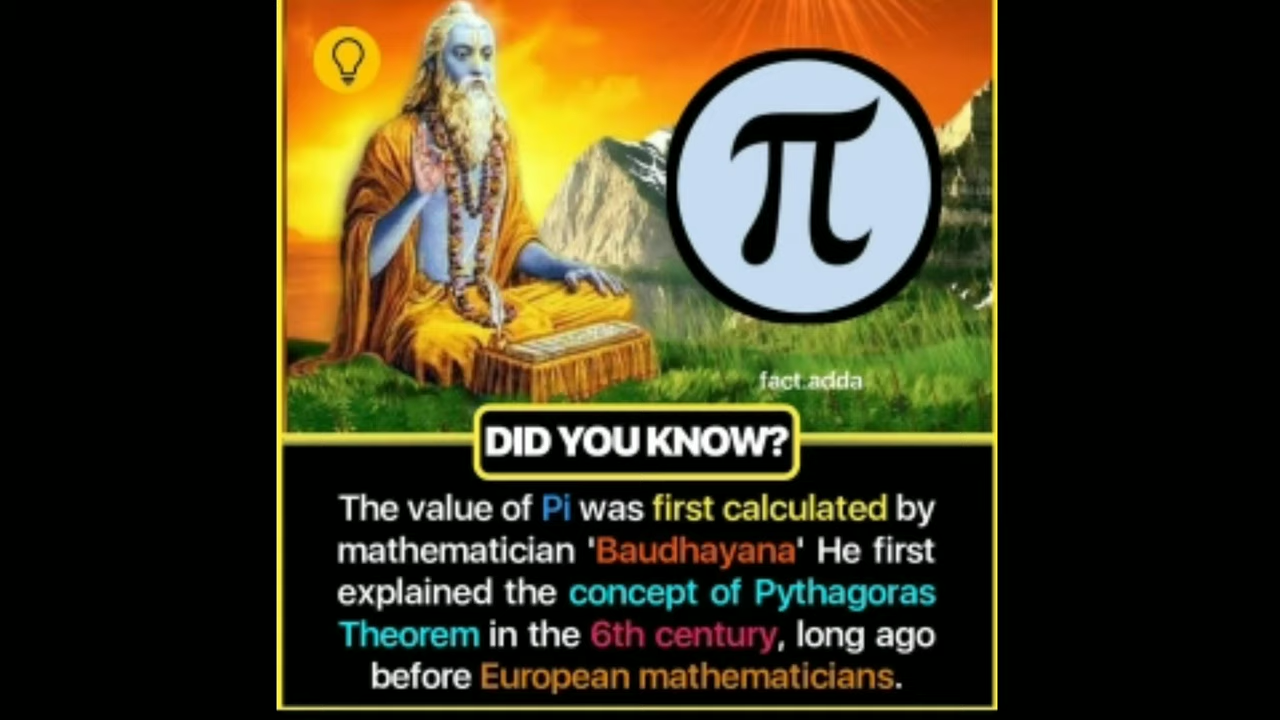 π
fact.adda
DID YOU KNOW?
The value of Pi was first calculated by
mathematician 'Baudhayana' He first
explained the concept of Pythagoras
Theorem in the 6th century, long ago
before European mathematicians.